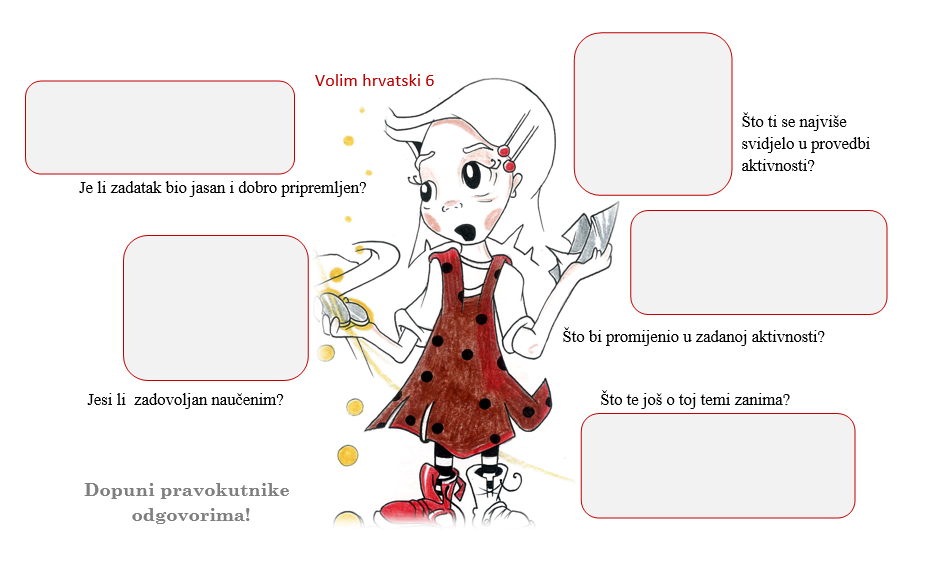 Volim hrvatski 6
Je li zadatak bio jasan i dobro pripremljen?
Što ti se najviše
svidjelo u provedbi
aktivnosti?
Što bi promijenio u zadanoj aktivnosti?
Jesi li  zadovoljan naučenim?
Što te još o toj temi zanima?
Dopuni pravokutnike
odgovorima!